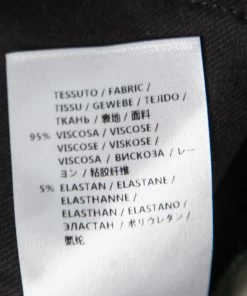 TESSUTO / FABRIC /
TISSU / GEWEBE / TEJIDO /
ТКАНЬ / 裏地 / 面料
95% VISCOSA / VISCOSE /
VISCOSE / VISKOSE /
VISCOSA / ВИСКОЗА / レー
ヨン / 粘胶纤维
5% ELASTAN / ELASTANE /
ELASTHANNE /
ELASTHAN / ELASTANO /
ЭЛАСТАН / ポリウレタン /
氨纶